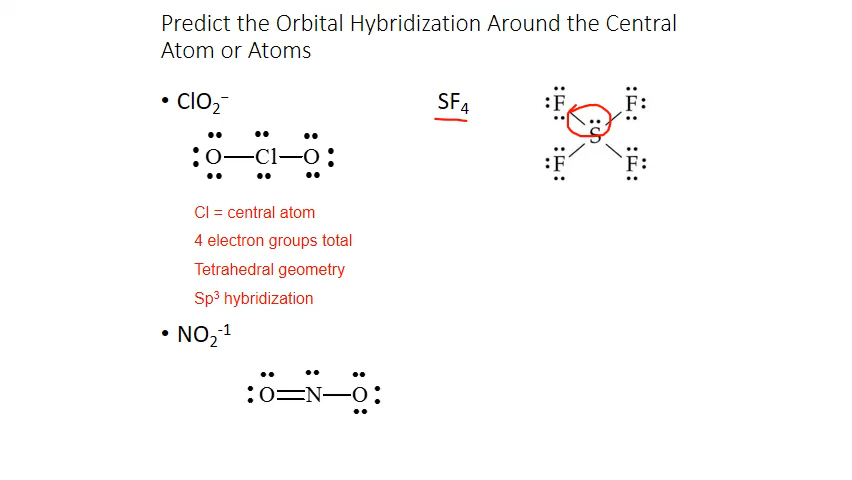 Predict the Orbital Hybridization Around the Central
Atom or Atoms
• ClO₂⁻
SF₄
:F F:
S
:F F:
:O—Cl—O:
Cl = central atom
4 electron groups total
Tetrahedral geometry
Sp³ hybridization
• NO₂⁻¹
:O=N—O: